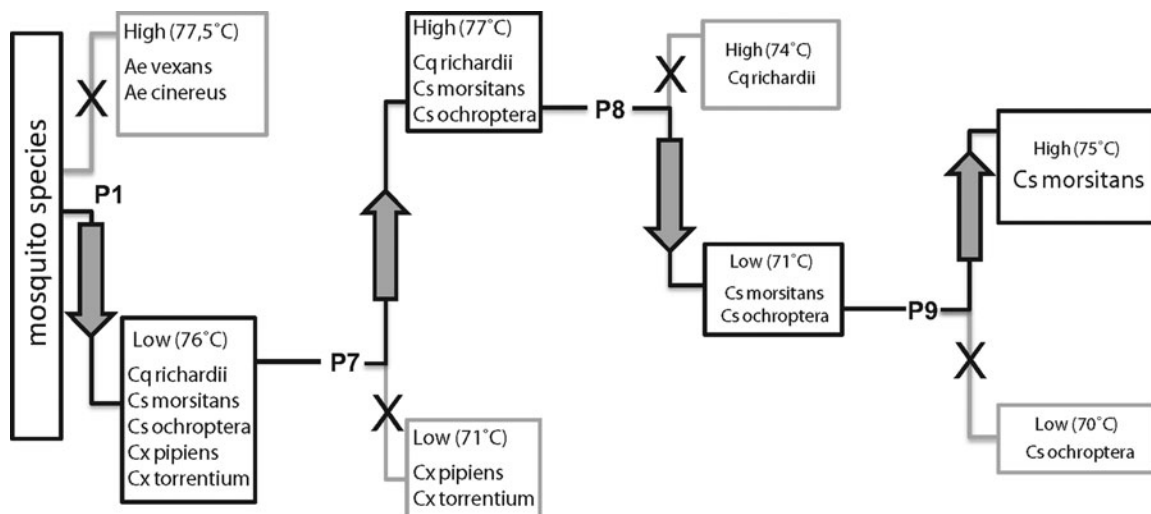 mosquito species
High (77,5˚C)
Ae vexans
Ae cinereus
X
P1
Low (76˚C)
Cq richardii
Cs morsitans
Cs ochroptera
Cx pipiens
Cx torrentium
P7
High (77˚C)
Cq richardii
Cs morsitans
Cs ochroptera
X
Low (71˚C)
Cx pipiens
Cx torrentium
P8
X
High (74˚C)
Cq richardii
Low (71˚C)
Cs morsitans
Cs ochroptera
P9
High (75˚C)
Cs morsitans
X
Low (70˚C)
Cs ochroptera